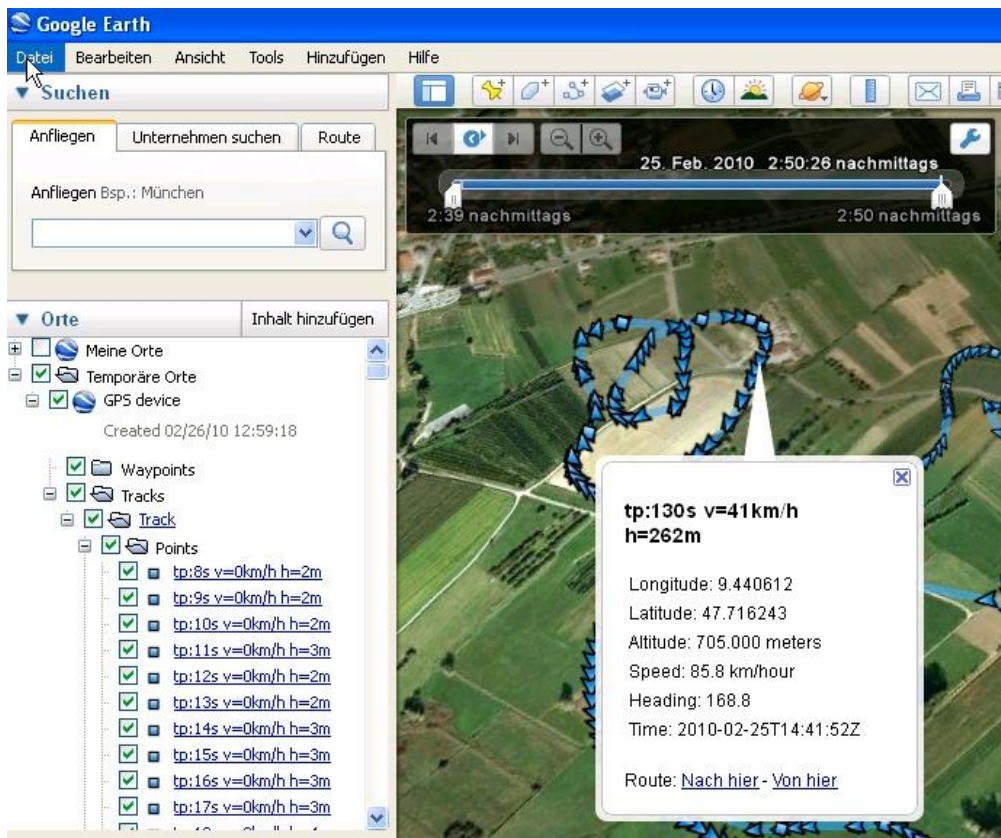 Google Earth
Datei Bearbeiten Ansicht Tools Hinzufügen Hilfe
Suchen
Anfliegen Unternehmen suchen Route
Anfliegen Bsp.: München
25. Feb. 2010 2:50:26 nachmittags
2:39 nachmittags 2:50 nachmittags
Orte Inhalt hinzufügen
Meine Orte
Temporäre Orte
GPS device
Created 02/26/10 12:59:18
Waypoints
Tracks
Track
Points
tp:8s v=0km/h h=2m
tp:9s v=0km/h h=2m
tp:10s v=0km/h h=2m
tp:11s v=0km/h h=3m
tp:12s v=0km/h h=2m
tp:13s v=0km/h h=2m
tp:14s v=0km/h h=3m
tp:15s v=0km/h h=3m
tp:16s v=0km/h h=3m
tp:17s v=0km/h h=3m
tp:130s v=41km/h
h=262m
Longitude: 9.440612
Latitude: 47.716243
Altitude: 705.000 meters
Speed: 85.8 km/hour
Heading: 168.8
Time: 2010-02-25T14:41:52Z
Route: Nach hier - Von hier